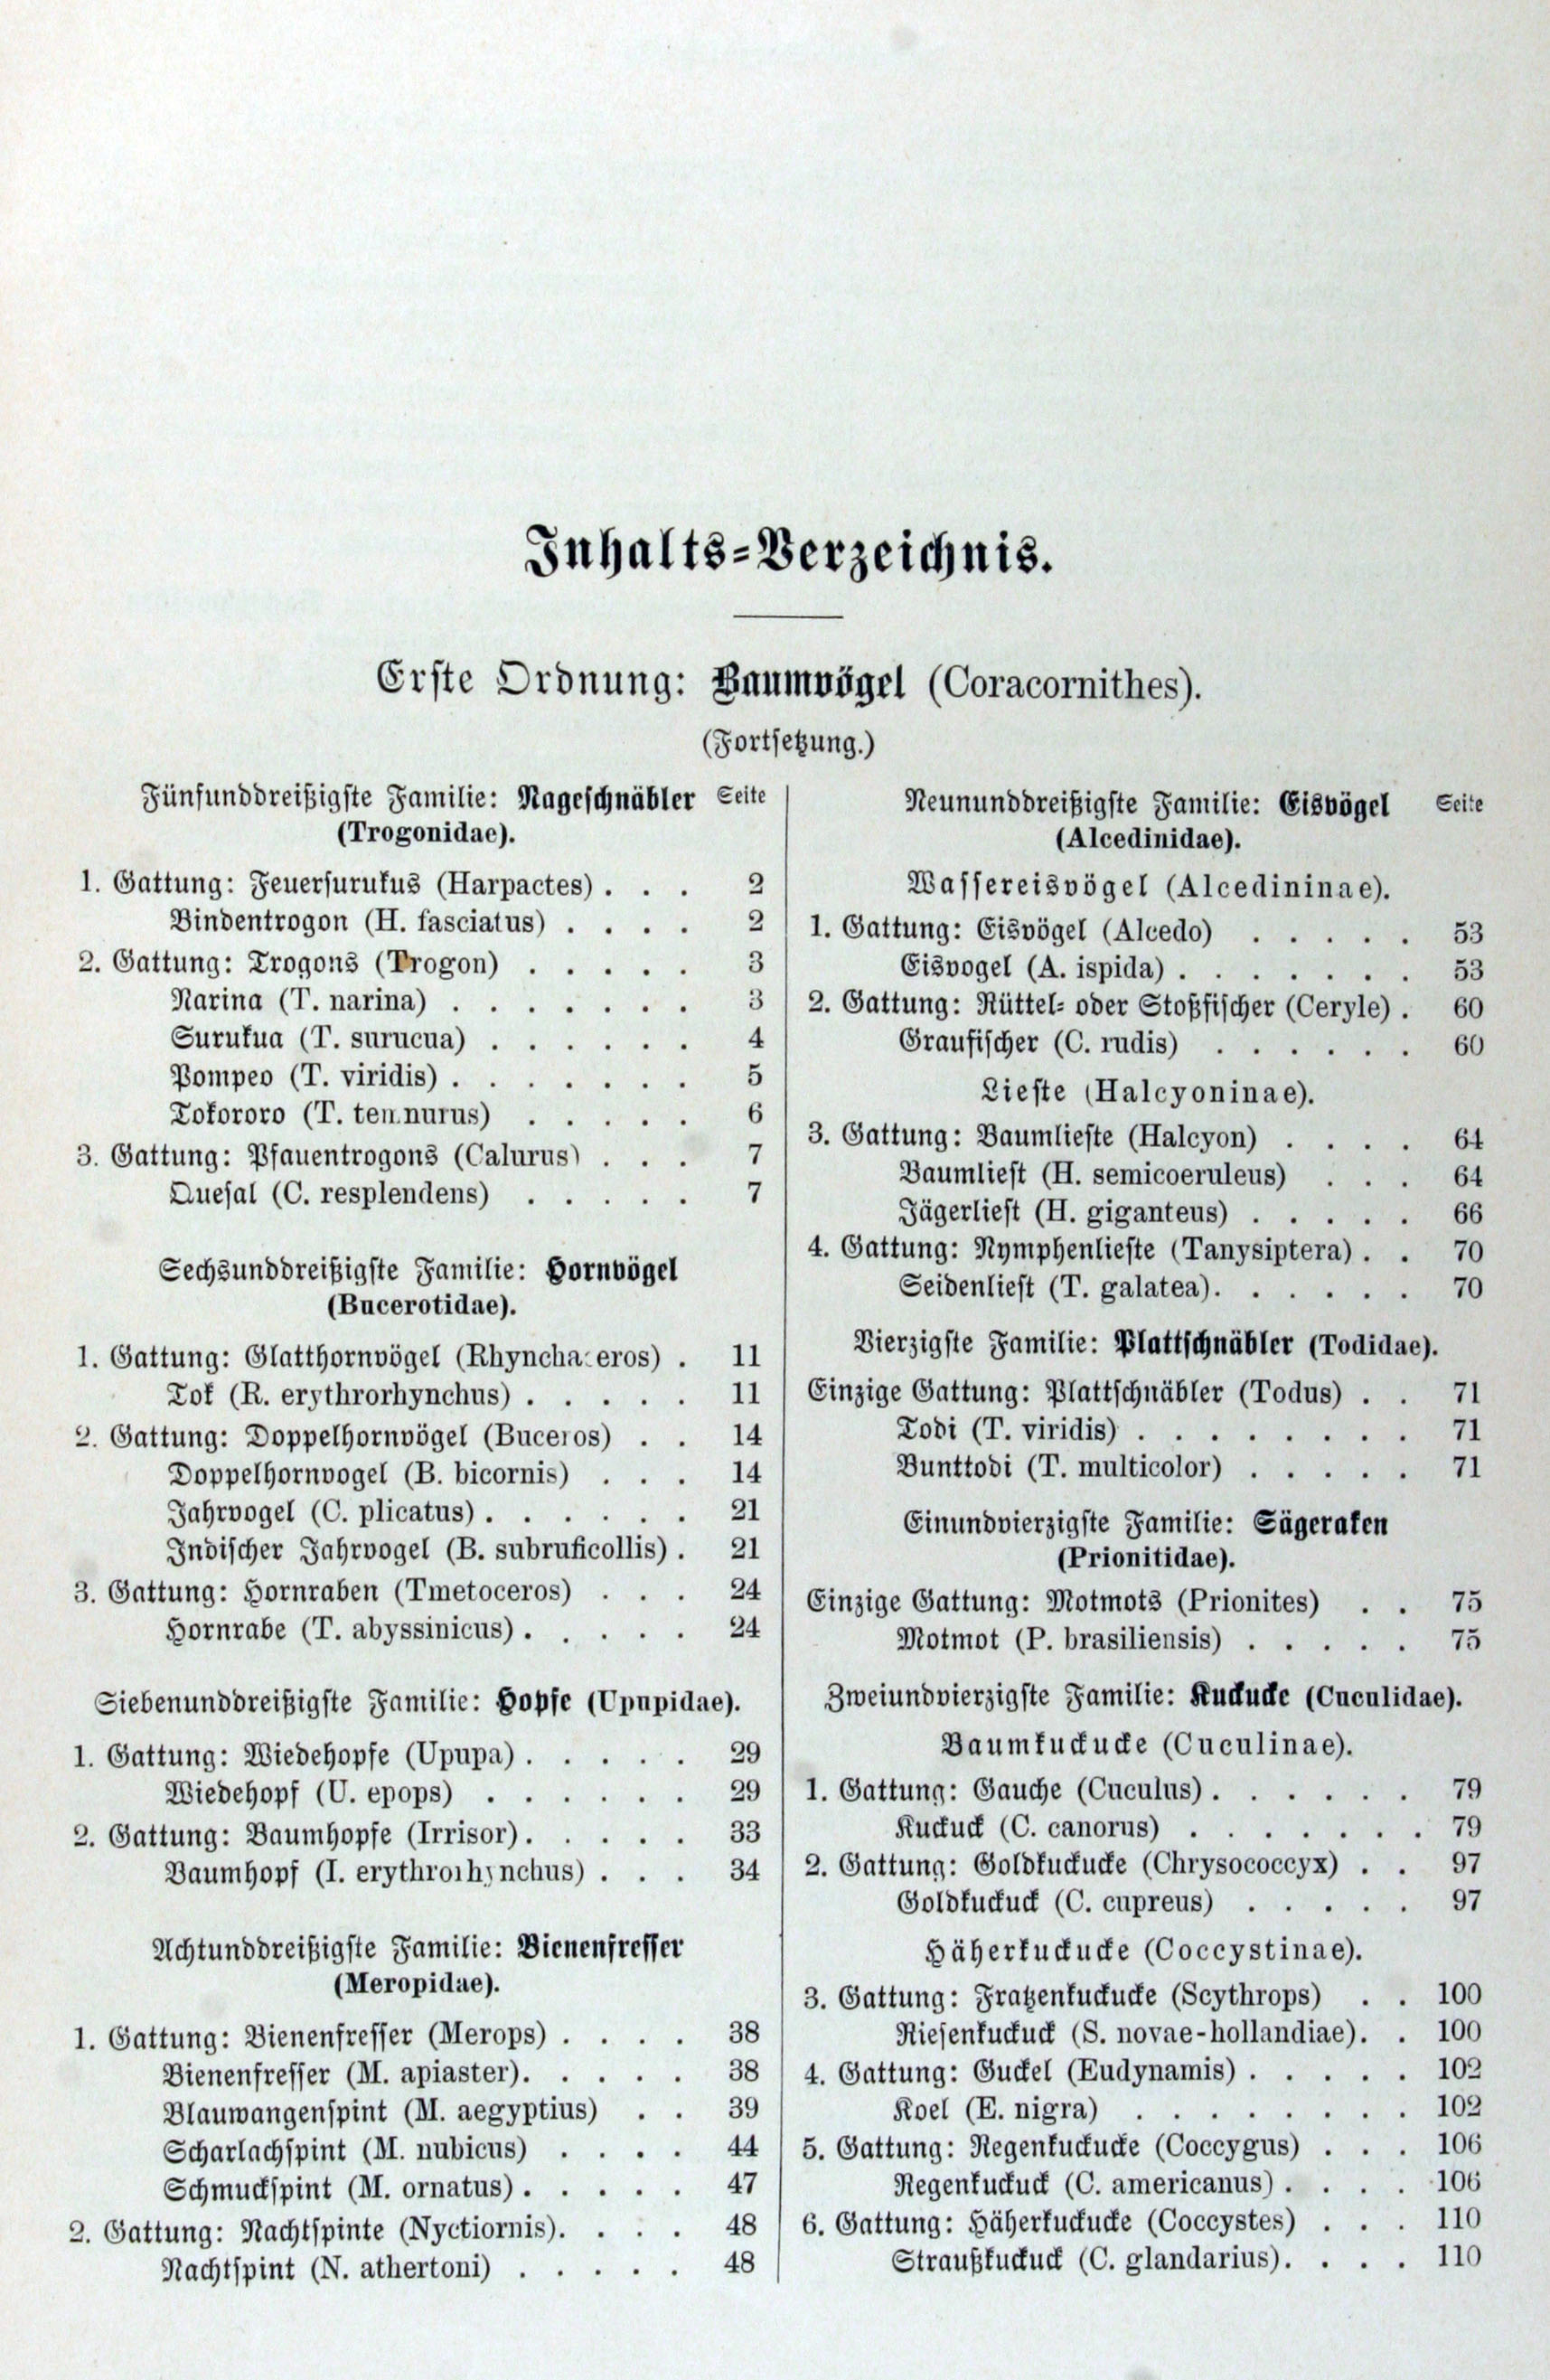 Inhalts-Verzeichnis.
Erste Ordnung: Baumvögel (Coracornithes).
(Fortsetzung.)
Fünfunddreißigste Familie: Nageschnäbler Seite
(Trogonidae).
1. Gattung: Feuersurukus (Harpactes) . . . 2
Bindentrogon (H. fasciatus) . . . . 2
2. Gattung: Trogons (Trogon) . . . . . 3
Narina (T. narina) . . . . . . . 3
Surukua (T. surucua) . . . . . . 4
Pompeo (T. viridis) . . . . . . . 5
Tokororo (T. temnurus) . . . . . 6
3. Gattung: Pfauentrogons (Calurus) . . . 7
Quesal (C. resplendens) . . . . . 7
Sechsunddreißigste Familie: Hornvögel
(Bucerotidae).
1. Gattung: Glatthornvögel (Rhynchaceros) . 11
Tok (R. erythrorhynchus) . . . . . 11
2. Gattung: Doppelhornvögel (Buceros) . . 14
Doppelhornvogel (B. bicornis) . . . 14
Jahrvogel (C. plicatus) . . . . . . 21
Indischer Jahrvogel (B. subruficollis) . 21
3. Gattung: Hornraben (Tmetoceros) . . . 24
Hornrabe (T. abyssinicus) . . . . . 24
Siebenunddreißigste Familie: Hopfe (Upupidae).
1. Gattung: Wiedehopfe (Upupa) . . . . . 29
Wiedehopf (U. epops) . . . . . . 29
2. Gattung: Baumhopfe (Irrisor) . . . . . 33
Baumhopf (I. erythrorhynchus) . . . 34
Achtunddreißigste Familie: Bienenfresser
(Meropidae).
1. Gattung: Bienenfresser (Merops) . . . . 38
Bienenfresser (M. apiaster) . . . . . 38
Blauwangenspint (M. aegyptius) . . 39
Scharlachspint (M. nubicus) . . . . 44
Schmuckspint (M. ornatus) . . . . . 47
2. Gattung: Nachtspinte (Nyctiornis) . . . . 48
Nachtspint (N. athertoni) . . . . . 48
Neununddreißigste Familie: Eisvögel Seite
(Alcedinidae).
Wassereisvögel (Alcedininae).
1. Gattung: Eisvögel (Alcedo) . . . . . 53
Eisvogel (A. ispida) . . . . . . . 53
2. Gattung: Rüttel- oder Stoßfischer (Ceryle) . 60
Graufischer (C. rudis) . . . . . . 60
Lieste (Halcyoninae).
3. Gattung: Baumlieste (Halcyon) . . . . 64
Baumliest (H. semicoeruleus) . . . 64
Jägerliest (H. giganteus) . . . . . 66
4. Gattung: Nymphenlieste (Tanysiptera) . . 70
Seidenliest (T. galatea) . . . . . . 70
Vierzigste Familie: Plattschnäbler (Todidae).
Einzige Gattung: Plattschnäbler (Todus) . . 71
Todi (T. viridis) . . . . . . . . 71
Bunttodi (T. multicolor) . . . . . 71
Einundvierzigste Familie: Sägeraken
(Prionitidae).
Einzige Gattung: Motmots (Prionites) . . 75
Motmot (P. brasiliensis) . . . . . 75
Zweiundvierzigste Familie: Kuckucke (Cuculidae).
Baumkuckucke (Cuculinae).
1. Gattung: Gauche (Cuculus) . . . . . . 79
Kuckuck (C. canorus) . . . . . . . 79
2. Gattung: Goldkuckucke (Chrysococcyx) . . 97
Goldkuckuck (C. cupreus) . . . . . 97
Häherkuckucke (Coccystinae).
3. Gattung: Fratzenkuckucke (Scythrops) . . 100
Riesenkuckuck (S. novae-hollandiae) . . 100
4. Gattung: Guckel (Eudynamis) . . . . . 102
Koel (E. nigra) . . . . . . . . 102
5. Gattung: Regenkuckucke (Coccygus) . . . 106
Regenkuckuck (C. americanus) . . . . 106
6. Gattung: Häherkuckucke (Coccystes) . . . 110
Straußkuckuck (C. glandarius) . . . . 110